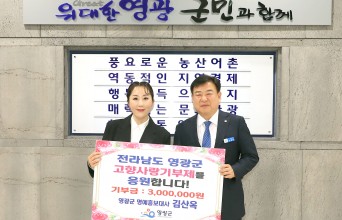 Great
위대한 영광 군민과 함께
풍요로운 농산어촌
역동적인 지역경제
전라남도 영광군
고향사랑기부제를
응원합니다!
기부금 : 3,000,000원
영광군 명예홍보대사 김산옥
영광군